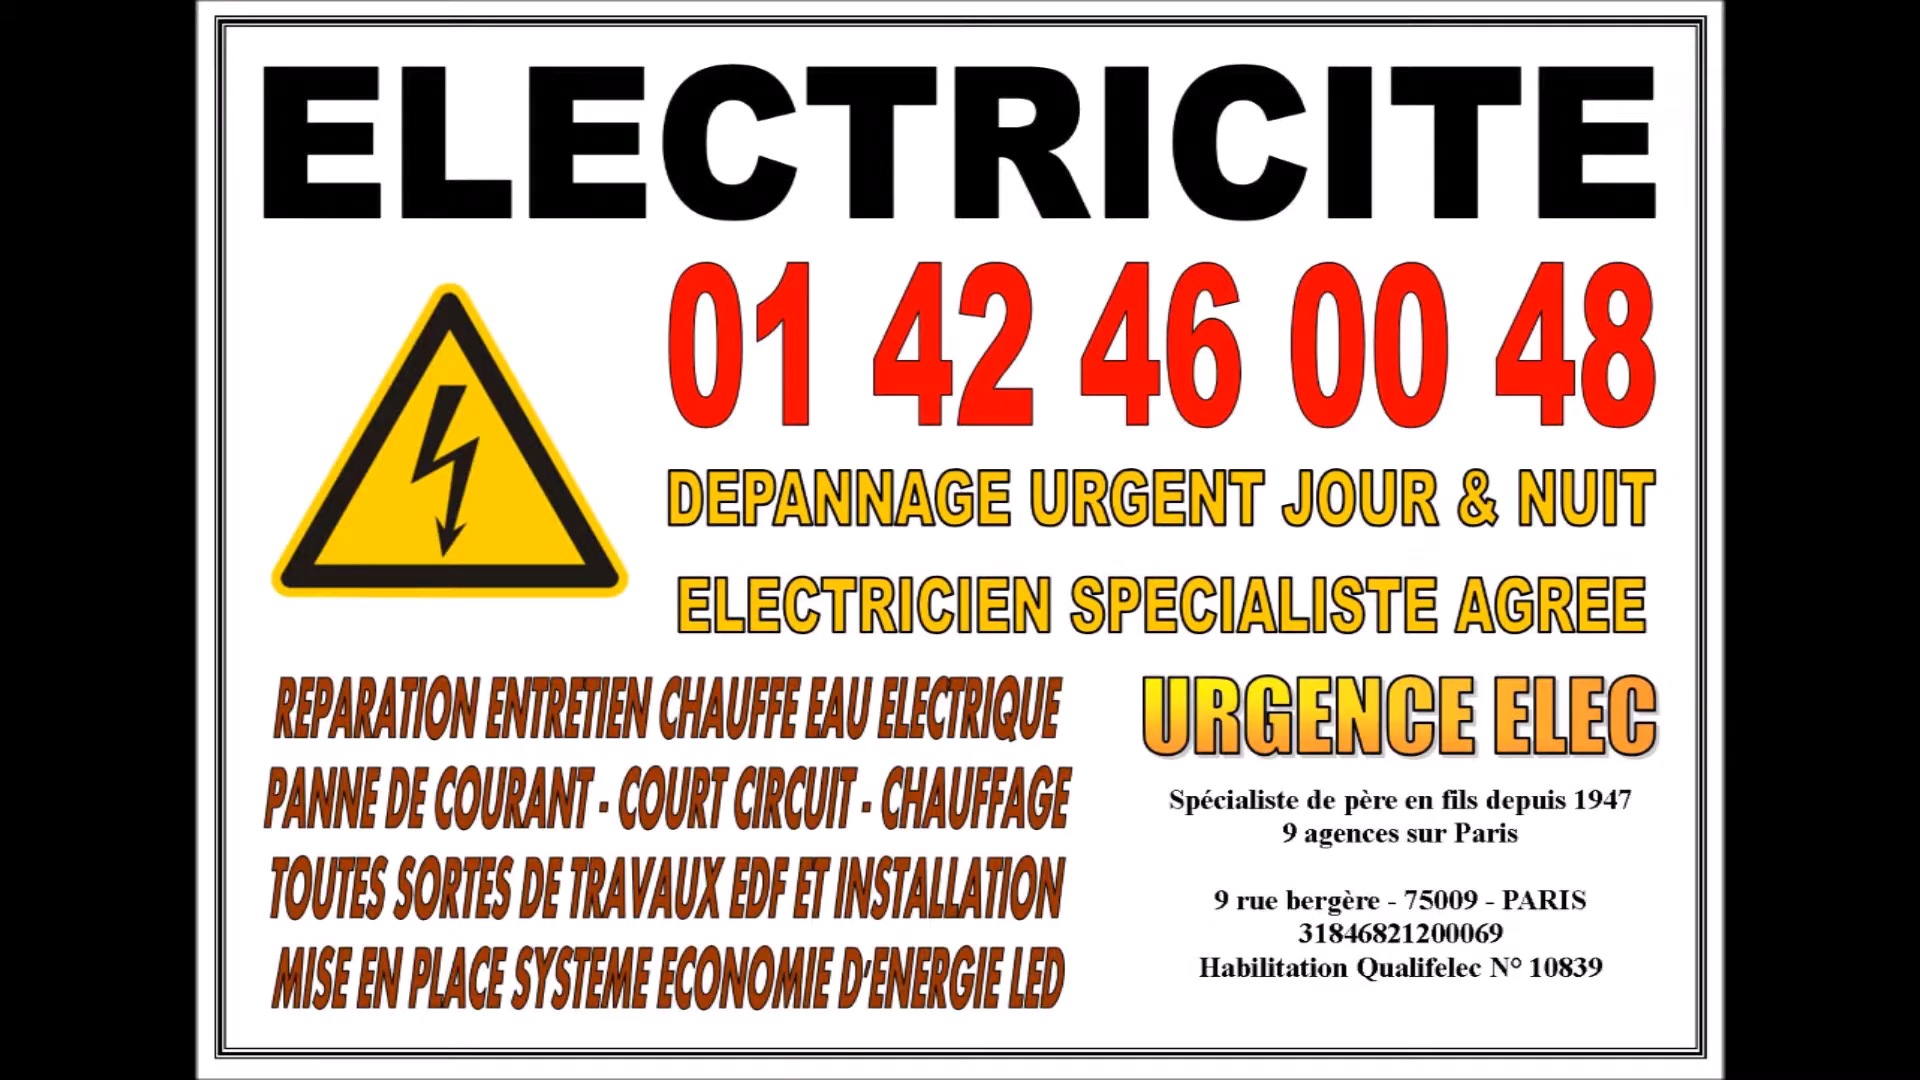 ELECTRICITE
01 42 46 00 48
DEPANNAGE URGENT JOUR & NUIT
ELECTRICIEN SPECIALISTE AGREE
REPARATION ENTRETIEN CHAUFFE EAU ELECTRIQUE
PANNE DE COURANT - COURT CIRCUIT - CHAUFFAGE
TOUTES SORTES DE TRAVAUX EDF ET INSTALLATION
MISE EN PLACE SYSTEME ECONOMIE D'ENERGIE LED
URGENCE ELEC
Spécialiste de père en fils depuis 1947
9 agences sur Paris
9 rue bergère - 75009 - PARIS
31846821200069
Habilitation Qualifelec N° 10839